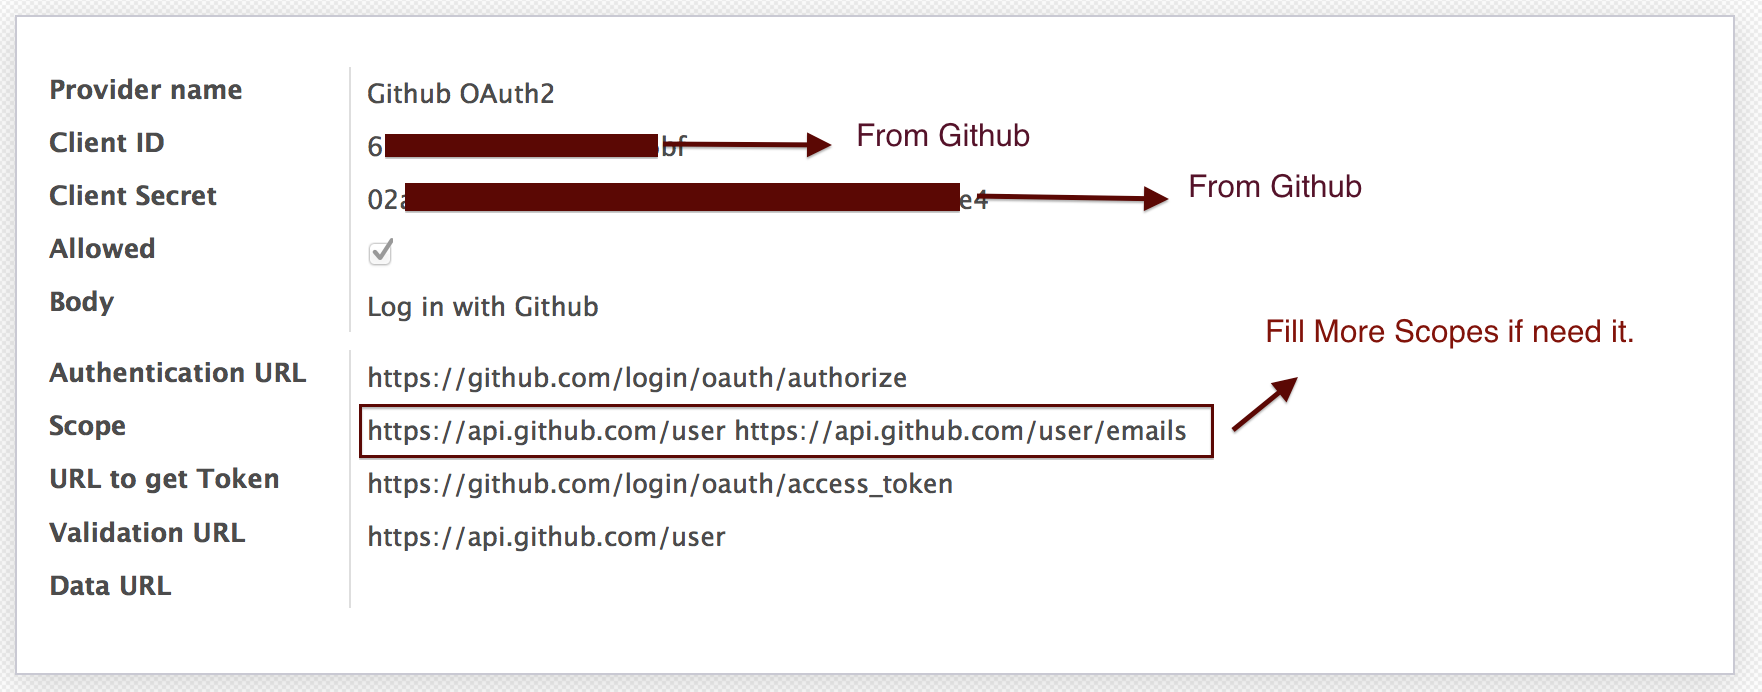 Provider name Github OAuth2
Client ID 6 bf From Github
Client Secret 02a e4 From Github
Allowed
Body Log in with Github
Fill More Scopes if need it.
Authentication URL https://github.com/login/oauth/authorize
Scope https://api.github.com/user https://api.github.com/user/emails
URL to get Token https://github.com/login/oauth/access_token
Validation URL https://api.github.com/user
Data URL